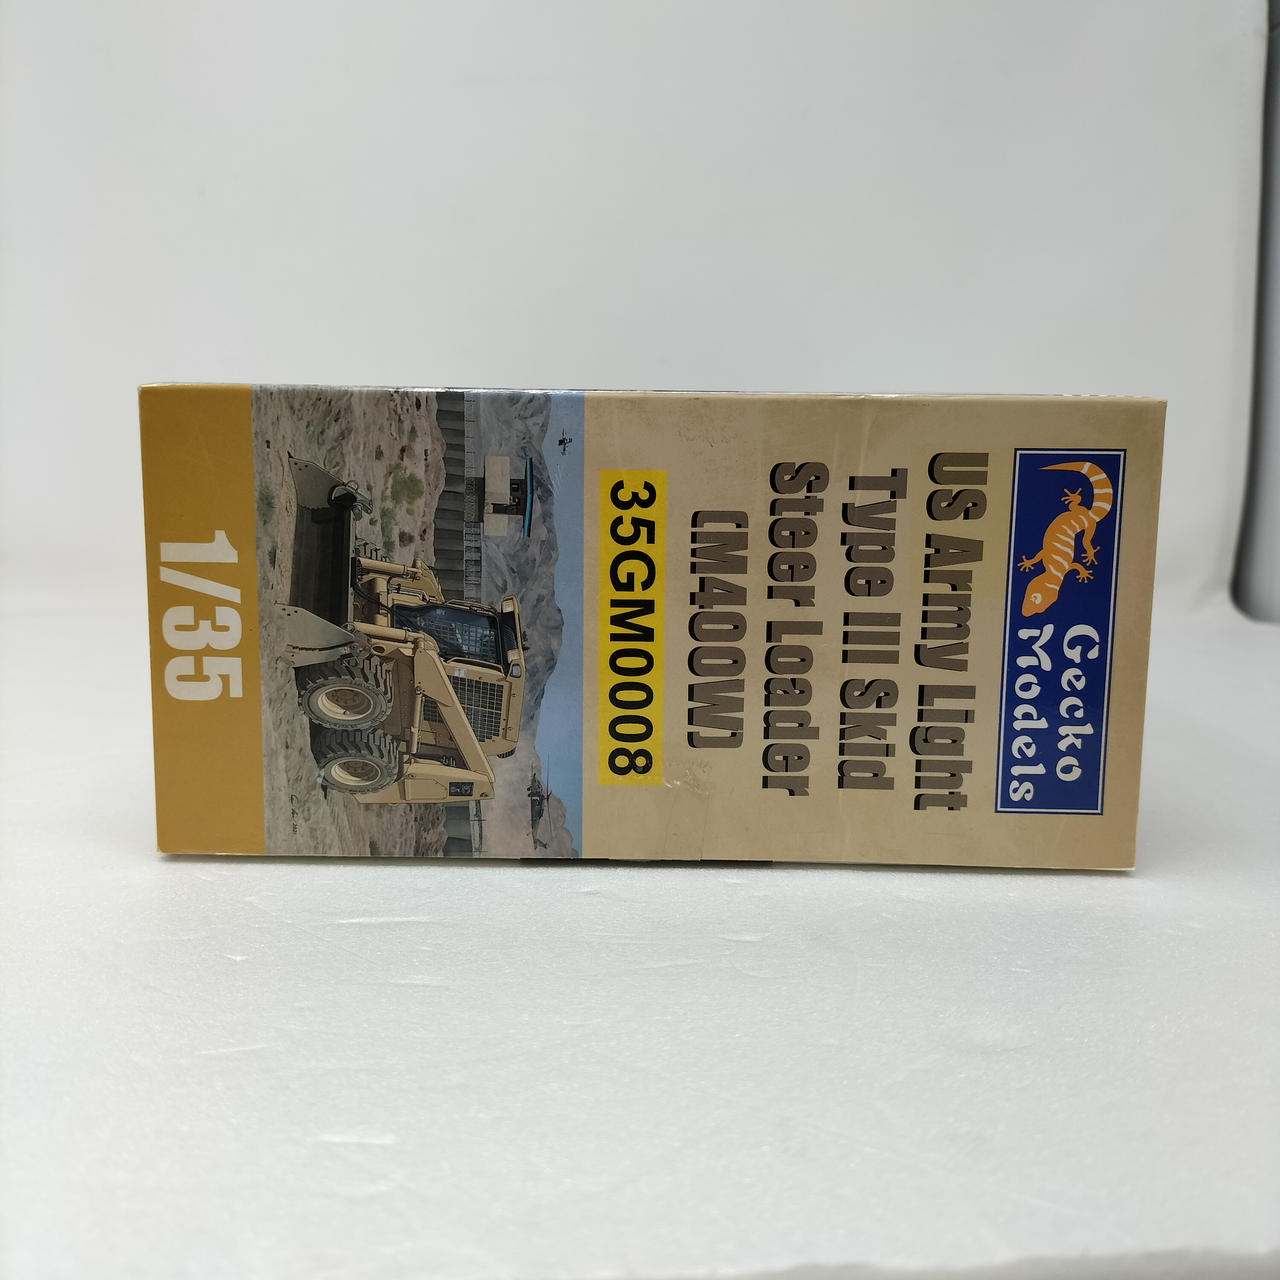 Gecko
Models
US Army Light
Type III Skid
Steer Loader
(M400W)
35GM0008
1/35